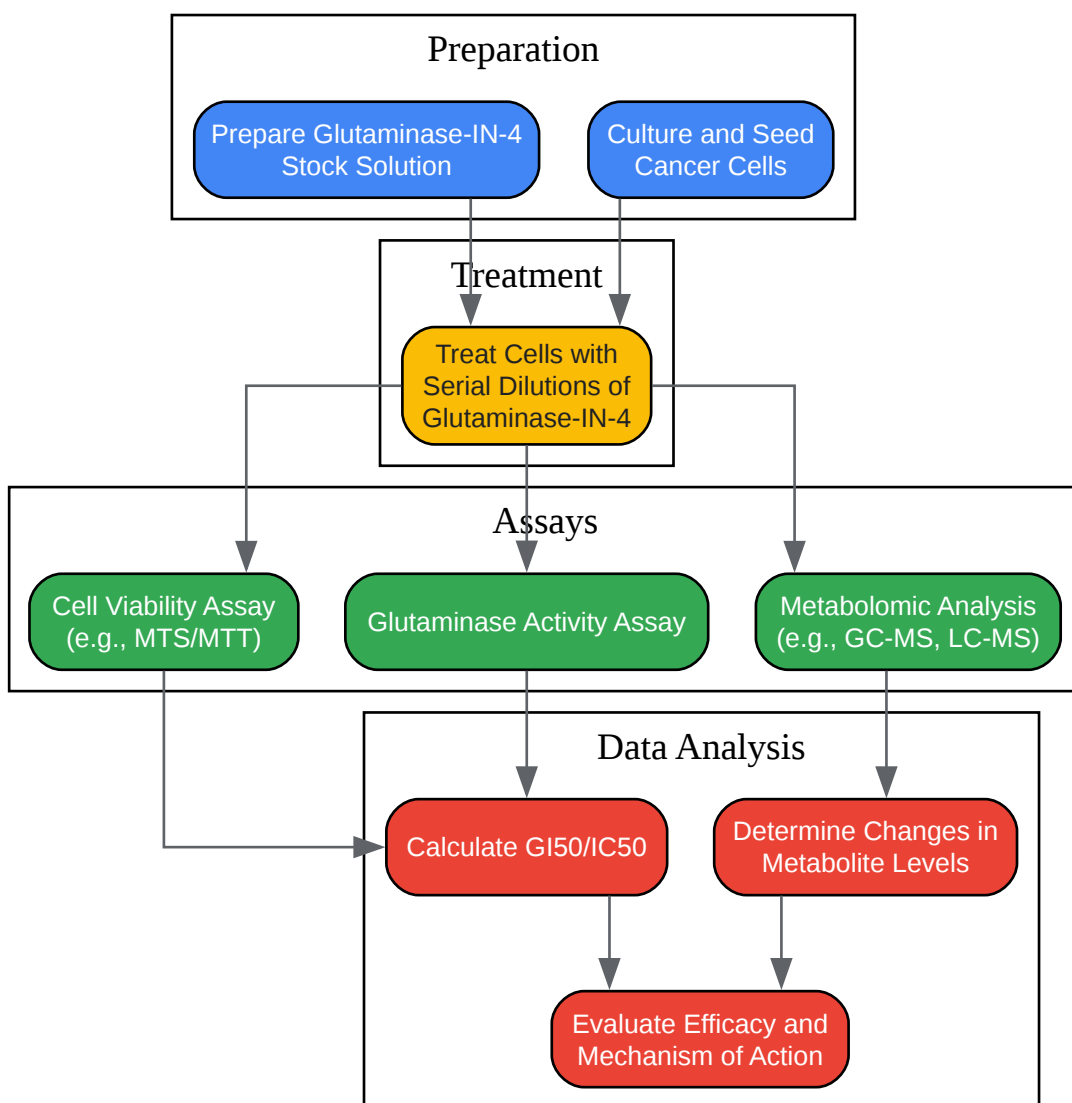 Preparation
Prepare Glutaminase-IN-4
Stock Solution
Culture and Seed
Cancer Cells
Treatment
Treat Cells with
Serial Dilutions of
Glutaminase-IN-4
Assays
Cell Viability Assay
(e.g., MTS/MTT)
Glutaminase Activity Assay
Metabolomic Analysis
(e.g., GC-MS, LC-MS)
Data Analysis
Calculate GI50/IC50
Determine Changes in
Metabolite Levels
Evaluate Efficacy and
Mechanism of Action